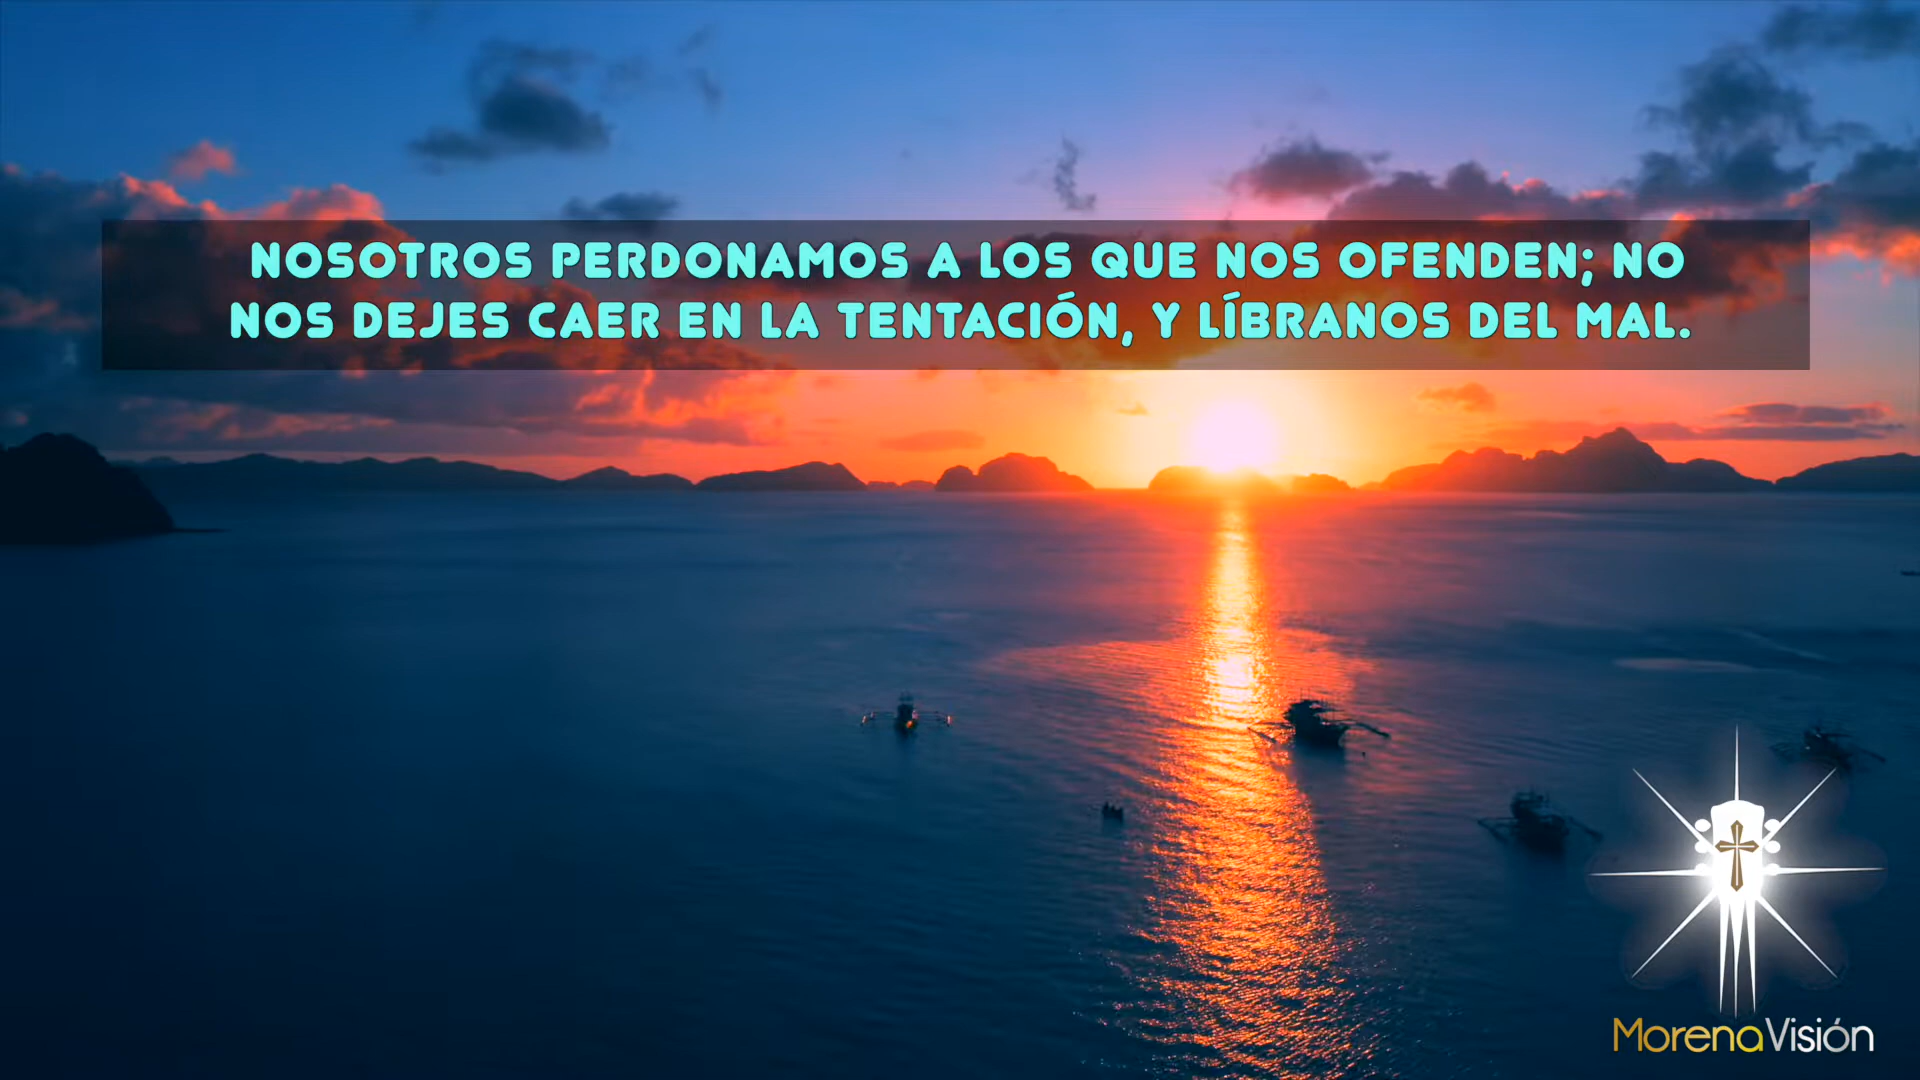 NOSOTROS PERDONAMOS A LOS QUE NOS OFENDEN; NO
NOS DEJES CAER EN LA TENTACIÓN, Y LÍBRANOS DEL MAL.
MorenaVisión